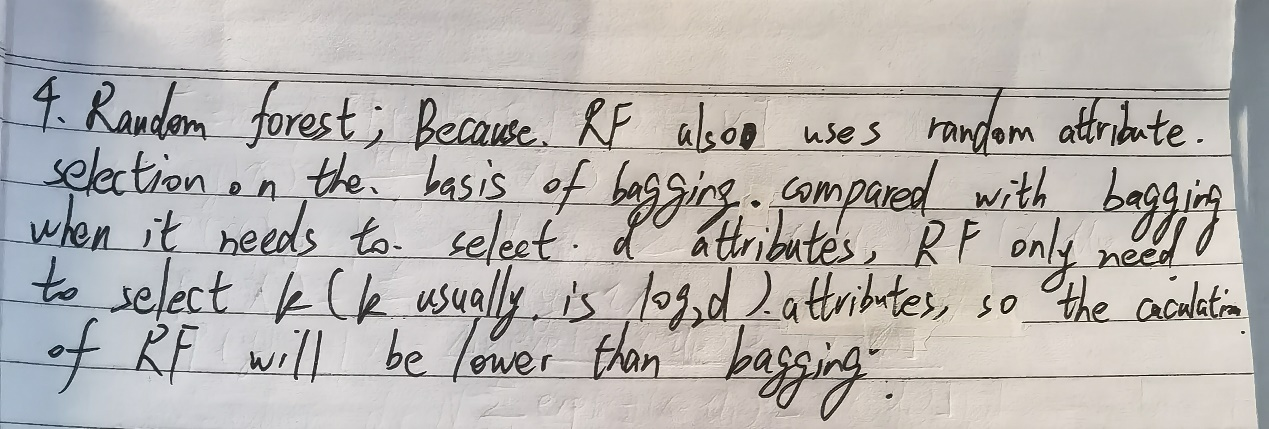 4. Random forest; Because. RF also uses random attribute.
selection on the. basis of bagging. compared with bagging
when it needs to. select. d attributes, RF only need
to select k (k usually. is log₂d). attributes, so the caculation
of RF will be lower than bagging.